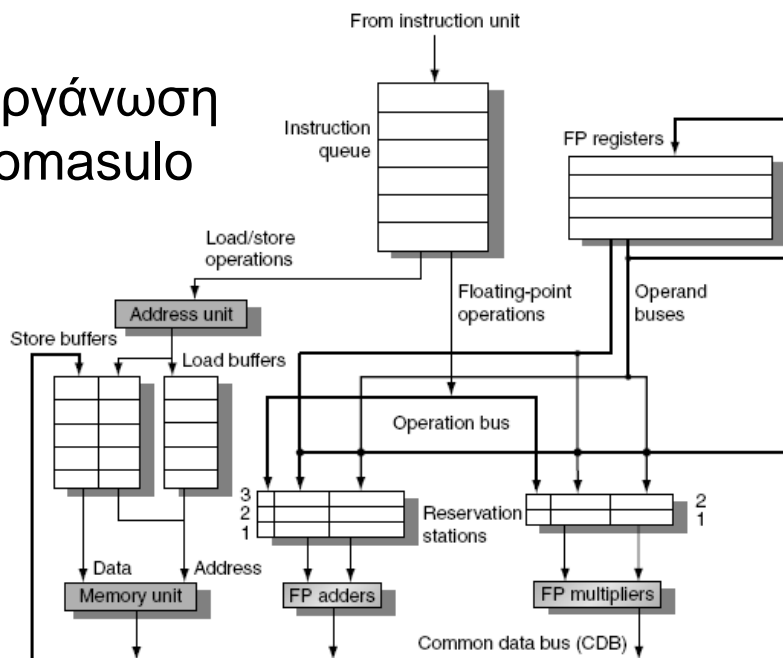 From instruction unit
ργάνωση
omasulo
Instruction
queue
FP registers
Load/store
operations
Address unit
Floating-point
operations
Operand
buses
Store buffers
Load buffers
Operation bus
3
2
1
Reservation
stations
2
1
Data
Address
Memory unit
FP adders
FP multipliers
Common data bus (CDB)